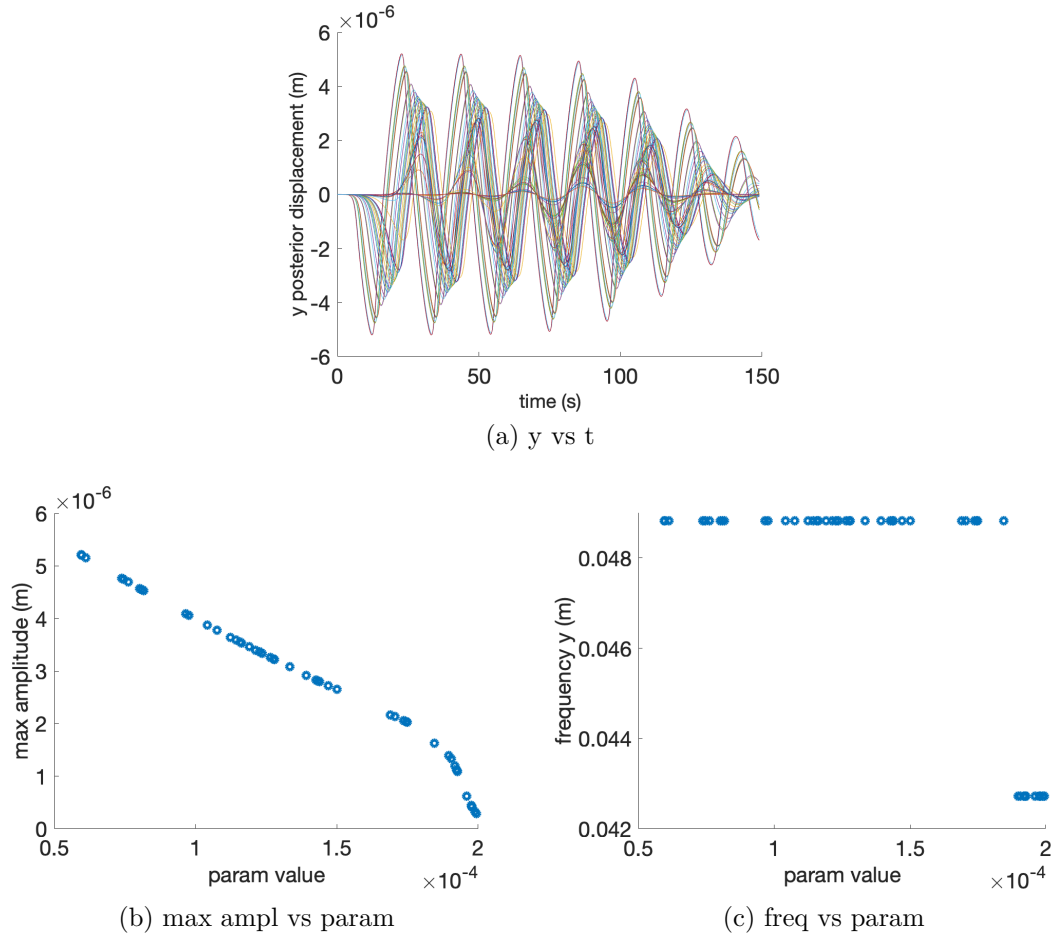 ×10⁻⁶
6
4
2
0
-2
-4
-6
y posterior displacement (m)
0 50 100 150
time (s)
(a) y vs t
×10⁻⁶
6
5
4
3
2
1
0
max amplitude (m)
0.5 1 1.5 2
param value
×10⁻⁴
(b) max ampl vs param
0.048
0.046
0.044
0.042
frequency y (m)
0.5 1 1.5 2
param value
×10⁻⁴
(c) freq vs param